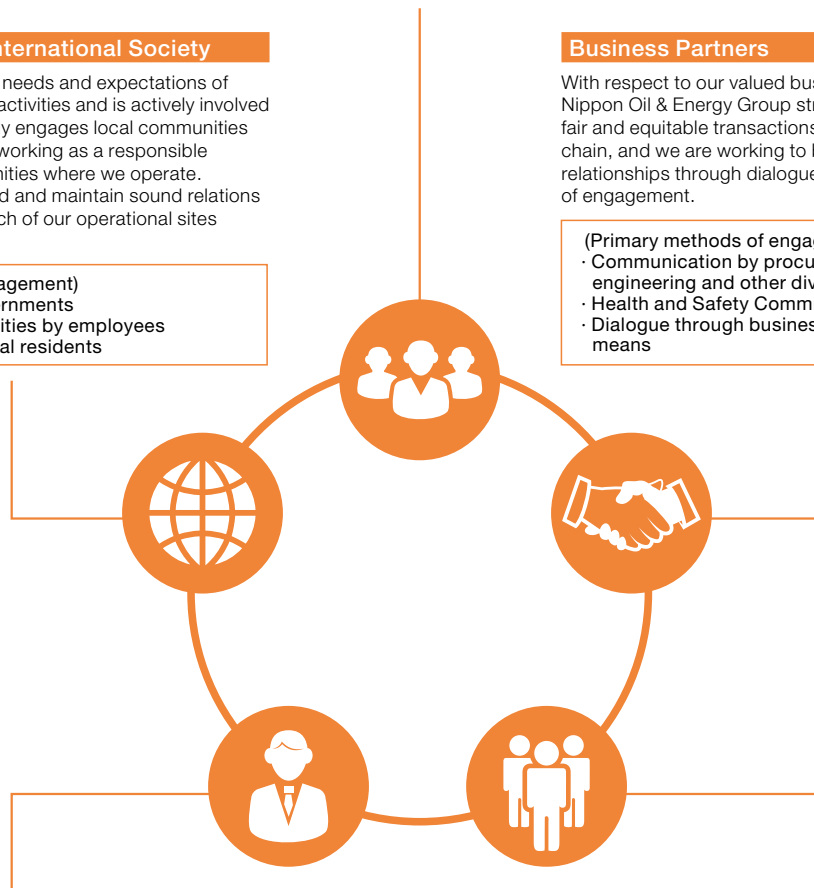 nternational Society
needs and expectations of
activities and is actively involved
y engages local communities
working as a responsible
nities where we operate.
d and maintain sound relations
ch of our operational sites
agement)
ernments
ities by employees
al residents
Business Partners
With respect to our valued bus
Nippon Oil & Energy Group stri
fair and equitable transactions
chain, and we are working to b
relationships through dialogue
of engagement.
(Primary methods of engag
· Communication by procu
engineering and other div
· Health and Safety Comm
· Dialogue through busines
means